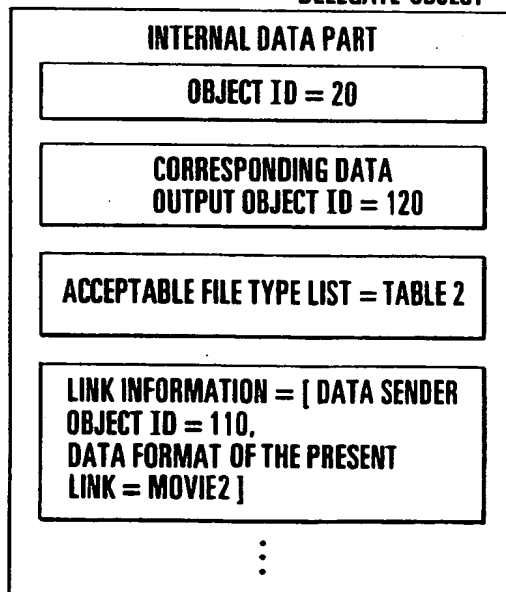 INTERNAL DATA PART
OBJECT ID = 20
CORRESPONDING DATA
OUTPUT OBJECT ID = 120
ACCEPTABLE FILE TYPE LIST = TABLE 2
LINK INFORMATION = [ DATA SENDER
OBJECT ID = 110,
DATA FORMAT OF THE PRESENT
LINK = MOVIE2 ]